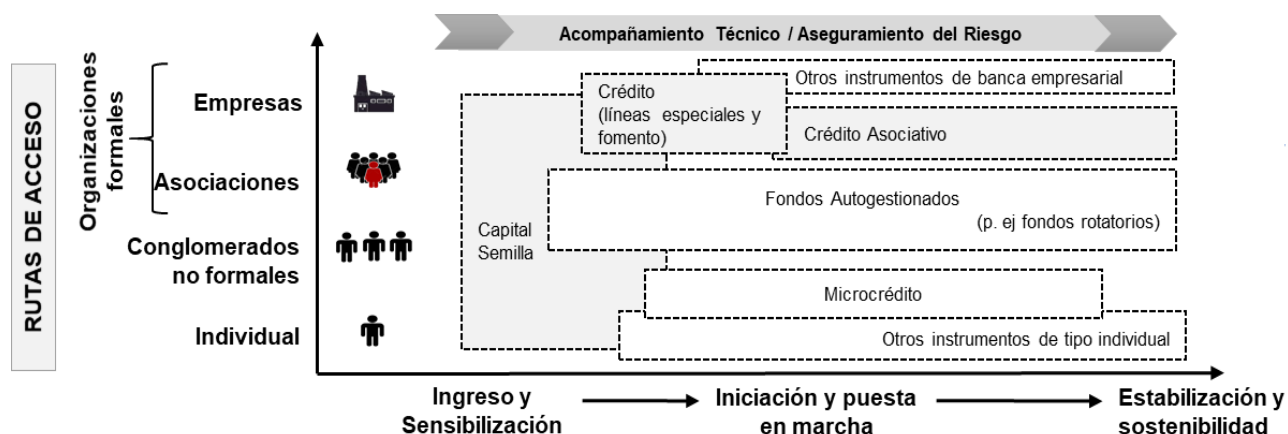 Acompañamiento Técnico / Aseguramiento del Riesgo
RUTAS DE ACCESO
Organizaciones
formales
Empresas
Asociaciones
Conglomerados
no formales
Individual
Otros instrumentos de banca empresarial
Crédito
(líneas especiales y
fomento)
Crédito Asociativo
Fondos Autogestionados
(p. ej fondos rotatorios)
Capital
Semilla
Microcrédito
Otros instrumentos de tipo individual
Ingreso y
Sensibilización
Iniciación y puesta
en marcha
Estabilización y
sostenibilidad